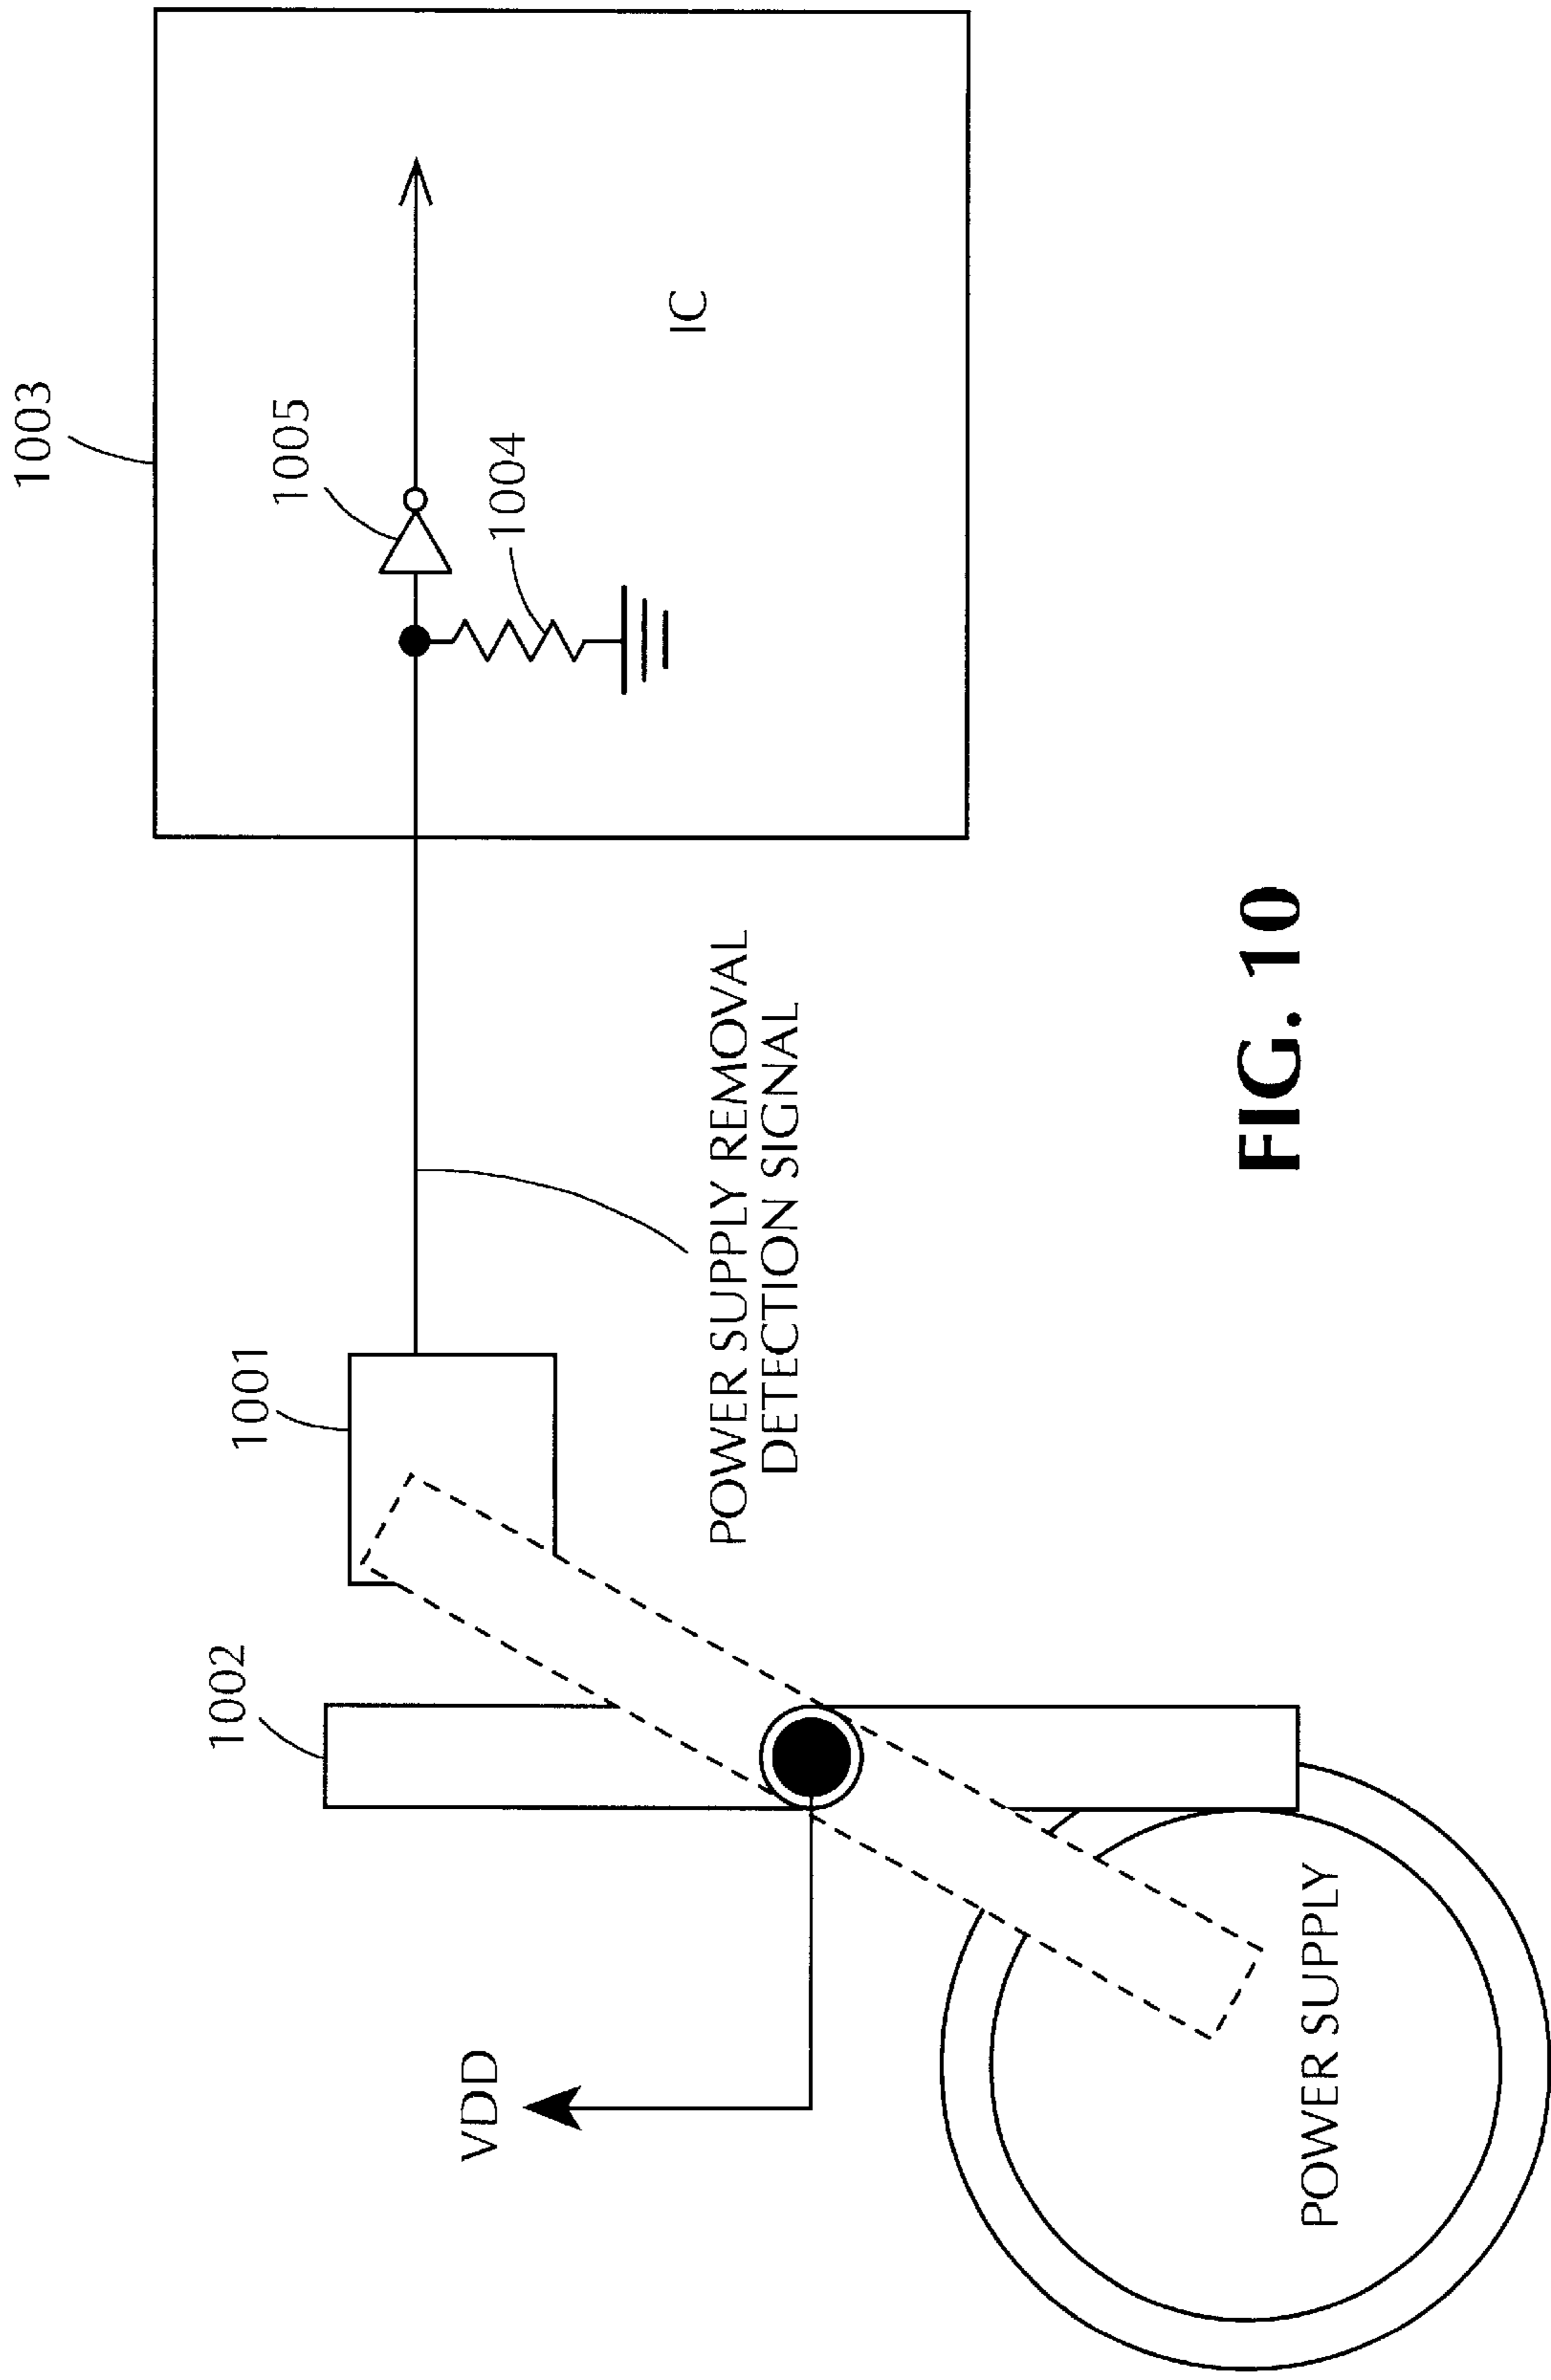 1003
1005
1004
IC
1001
1002
POWER SUPPLY REMOVAL
DETECTION SIGNAL
VDD
POWER SUPPLY
FIG. 10